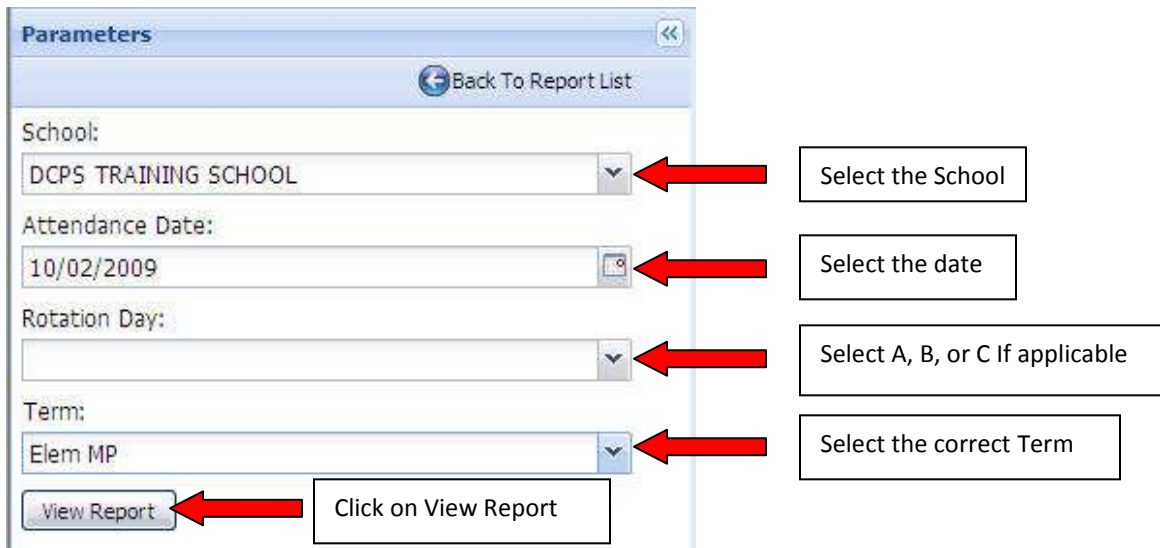 Parameters
Back To Report List
School:
DCPS TRAINING SCHOOL
Select the School
Attendance Date:
10/02/2009
Select the date
Rotation Day:
Select A, B, or C If applicable
Term:
Elem MP
Select the correct Term
View Report
Click on View Report